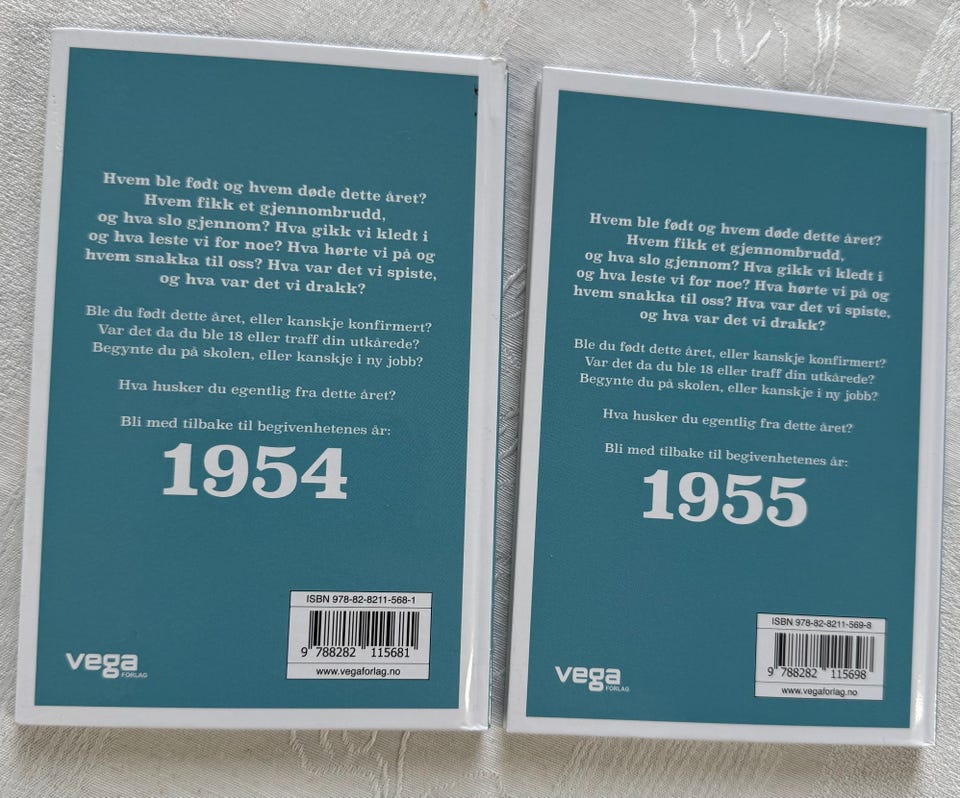 Hvem ble født og hvem døde dette året?
Hvem fikk et gjennombrudd,
og hva slo gjennom? Hva gikk vi kledt i
og hva leste vi for noe? Hva hørte vi på og
hvem snakka til oss? Hva var det vi spiste,
og hva var det vi drakk?
Ble du født dette året, eller kanskje konfirmert?
Var det da du ble 18 eller traff din utkårede?
Begynte du på skolen, eller kanskje i ny jobb?
Hva husker du egentlig fra dette året?
Bli med tilbake til begivenhetenes år:
1954
ISBN 978-82-8211-568-1
9 788282 115681
www.vegaforlag.no
vega
FORLAG
Hvem ble født og hvem døde dette året?
Hvem fikk et gjennombrudd,
og hva slo gjennom? Hva gikk vi kledt i
og hva leste vi for noe? Hva hørte vi på og
hvem snakka til oss? Hva var det vi spiste,
og hva var det vi drakk?
Ble du født dette året, eller kanskje konfirmert?
Var det da du ble 18 eller traff din utkårede?
Begynte du på skolen, eller kanskje i ny jobb?
Hva husker du egentlig fra dette året?
Bli med tilbake til begivenhetenes år:
1955
ISBN 978-82-8211-569-8
9 788282 115698
www.vegaforlag.no
vega
FORLAG